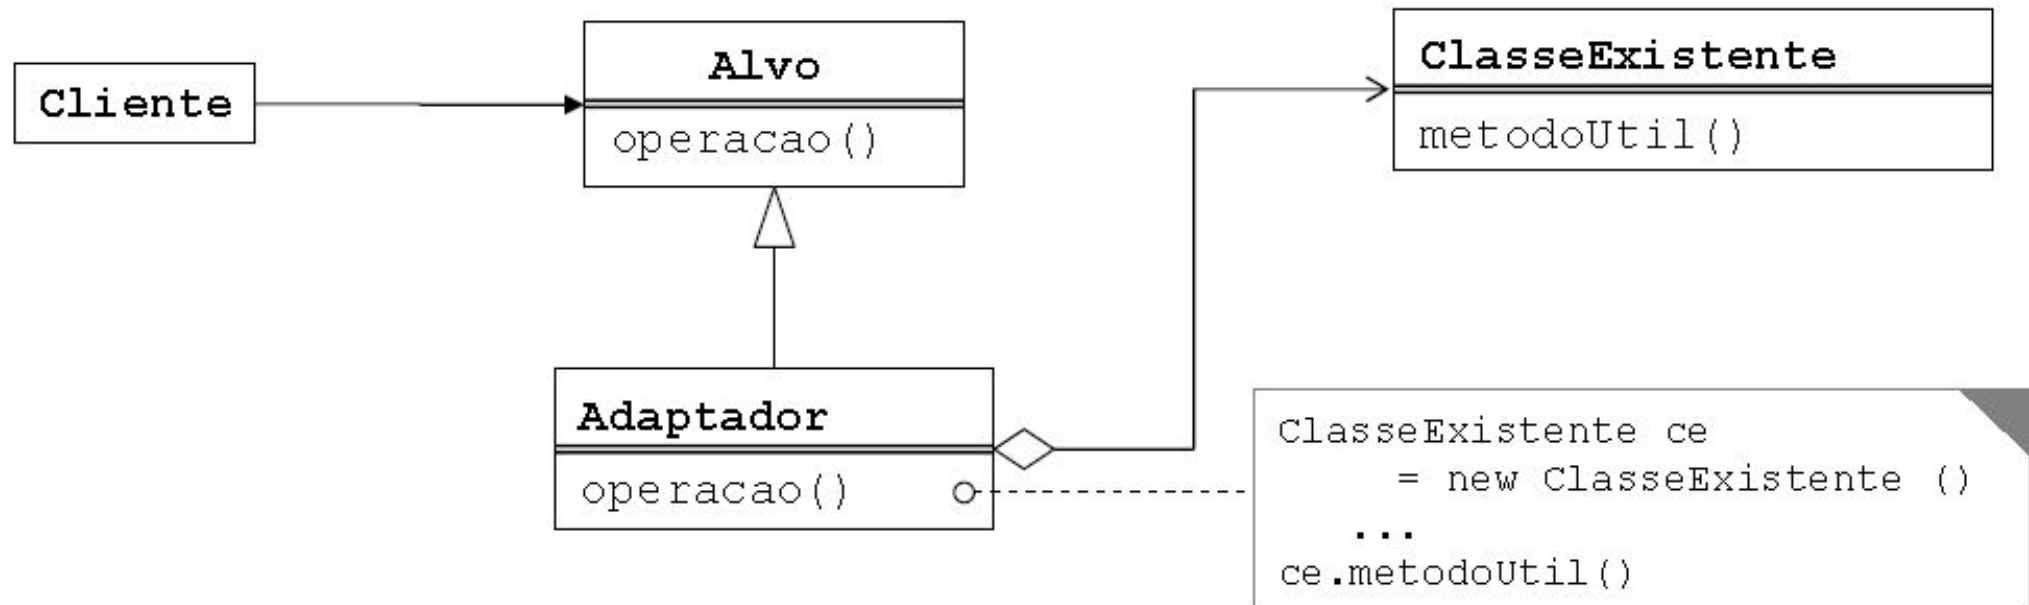 Cliente
Alvo
operacao()
ClasseExistente
metodoUtil()
Adaptador
operacao()
ClasseExistente ce
= new ClasseExistente ()
...
ce.metodoUtil()